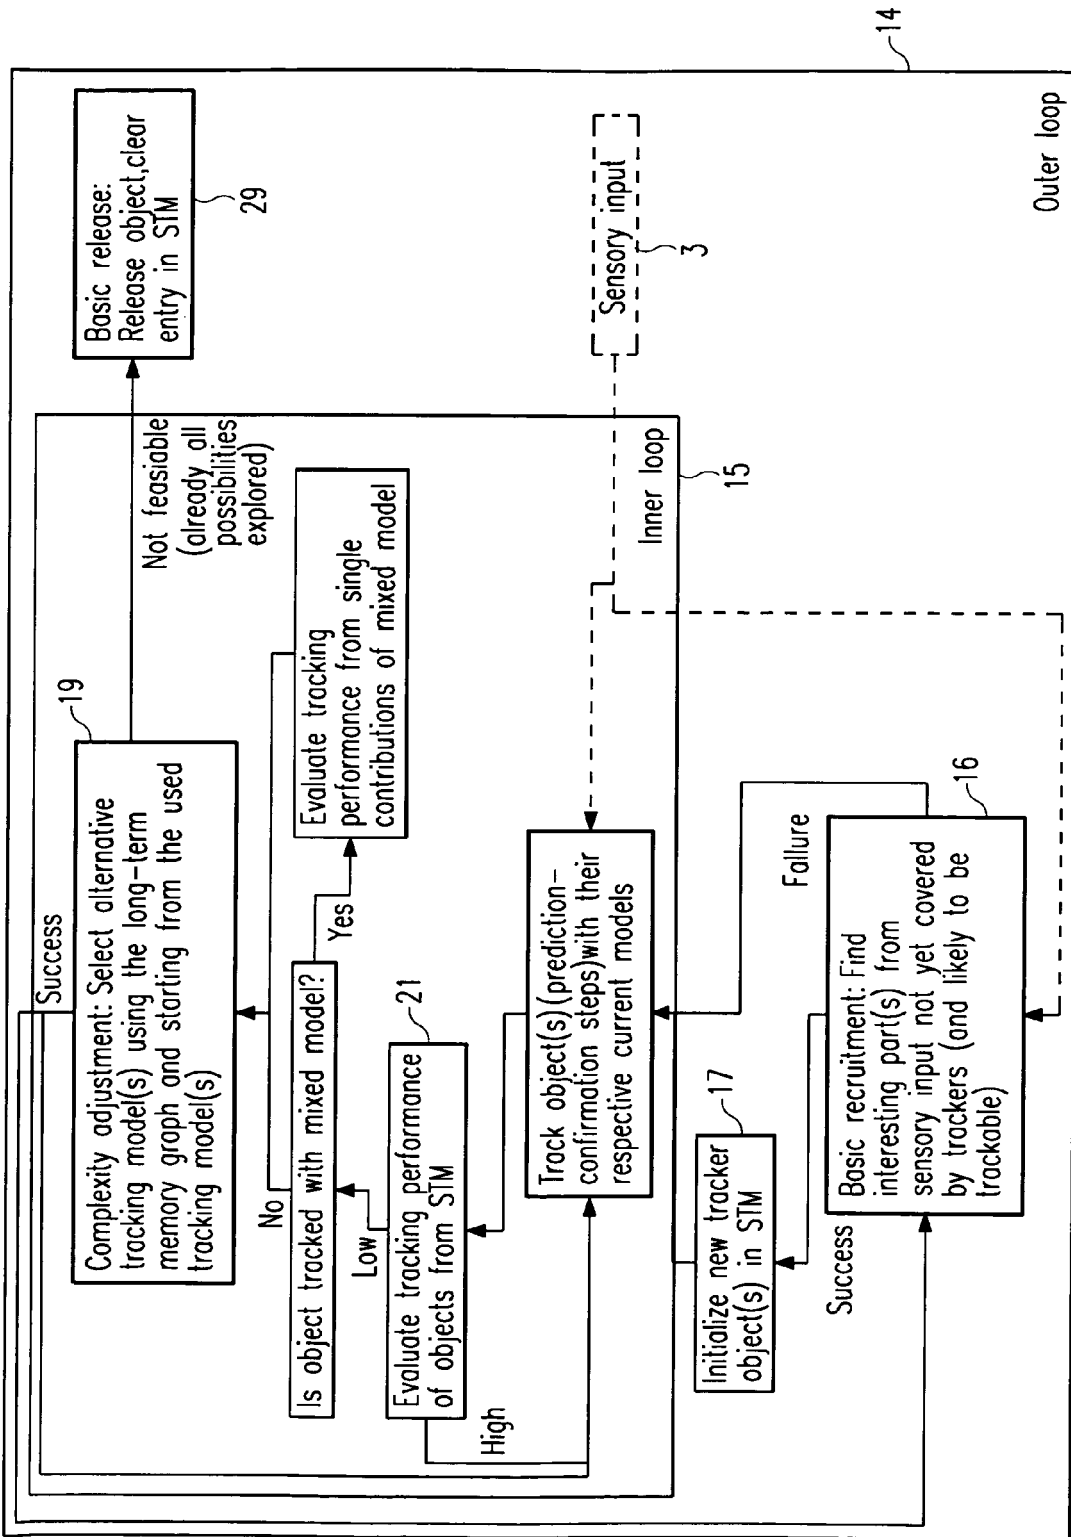 Success
19
Complexity adjustment: Select alternative
tracking model(s) using the long-term
memory graph and starting from the used
tracking model(s)
Not feasiable
(already all
possibilities
explored)
Basic release:
Release object,clear
entry in STM
29
No
Is object tracked with mixed model?
Yes
Evaluate tracking
performance from single
contributions of mixed model
Low
21
Evaluate tracking performance
of objects from STM
High
Track object(s)(prediction-
confirmation steps)with their
respective current models
Inner loop
15
Sensory input
3
17
Initialize new tracker
object(s) in STM
Success
Failure
16
Basic recruitment: Find
interesting part(s) from
sensory input not yet covered
by trackers (and likely to be
trackable)
Outer loop
14